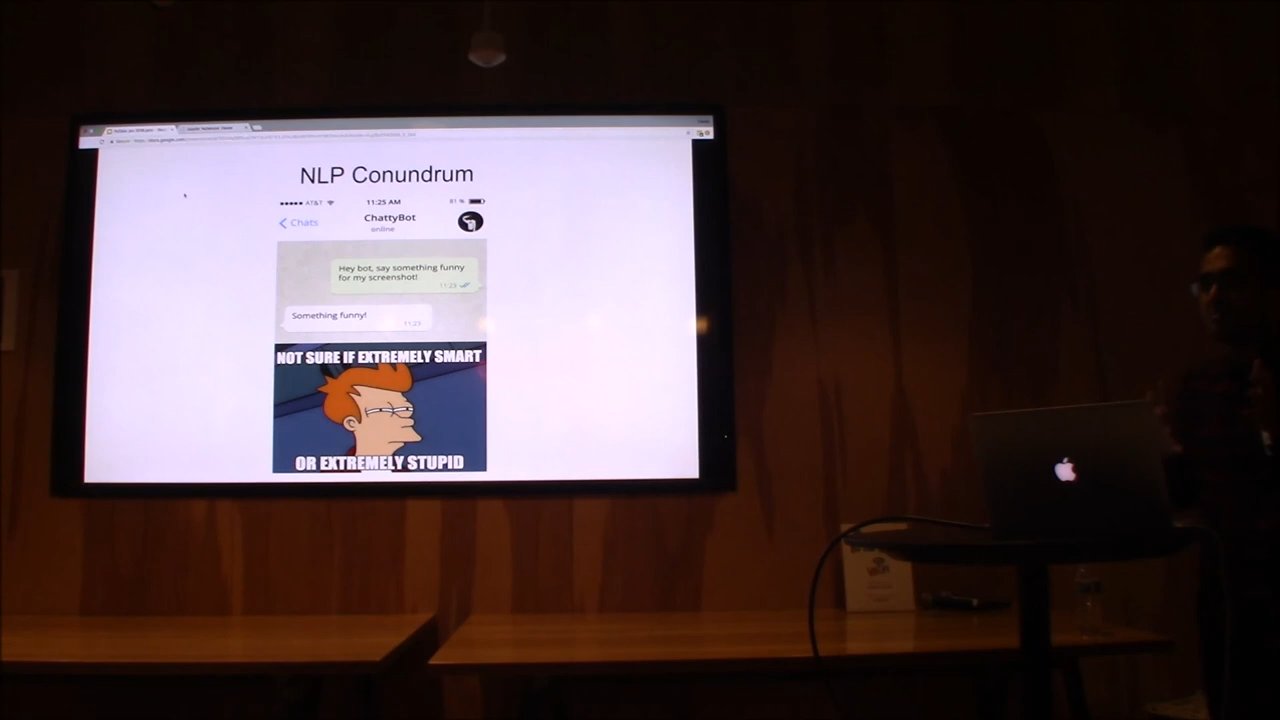 NLP Conundrum
AT&T
11:25 AM
81 %
Chats
ChattyBot
online
Hey bot, say something funny
for my screenshot!
11:23
Something funny!
11:23
NOT SURE IF EXTREMELY SMART
OR EXTREMELY STUPID